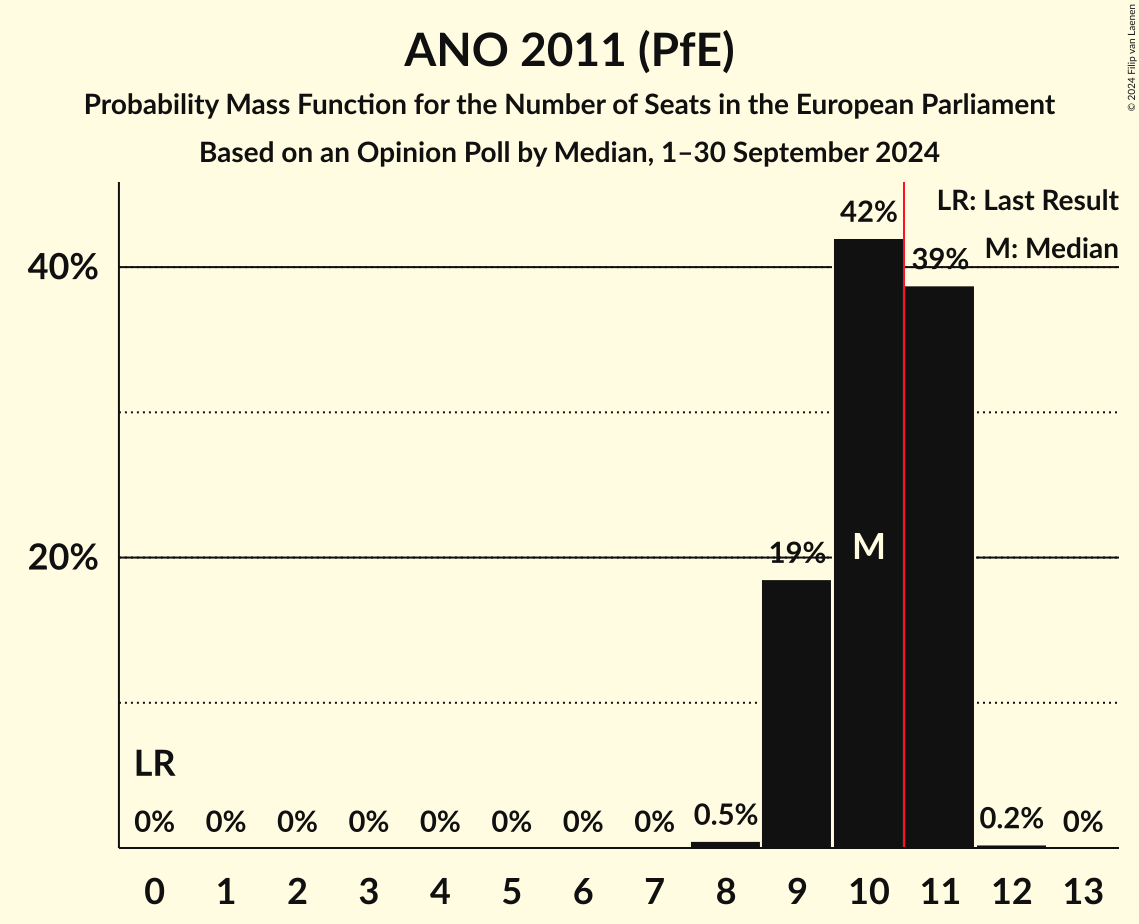 ANO 2011 (PfE)
Probability Mass Function for the Number of Seats in the European Parliament
Based on an Opinion Poll by Median, 1–30 September 2024
© 2024 Filip van Laenen
LR: Last Result
M: Median
42%
39%
40%
19%
M
20%
LR
0% 0% 0% 0% 0% 0% 0% 0% 0.5% 0.2% 0%
0 1 2 3 4 5 6 7 8 9 10 11 12 13